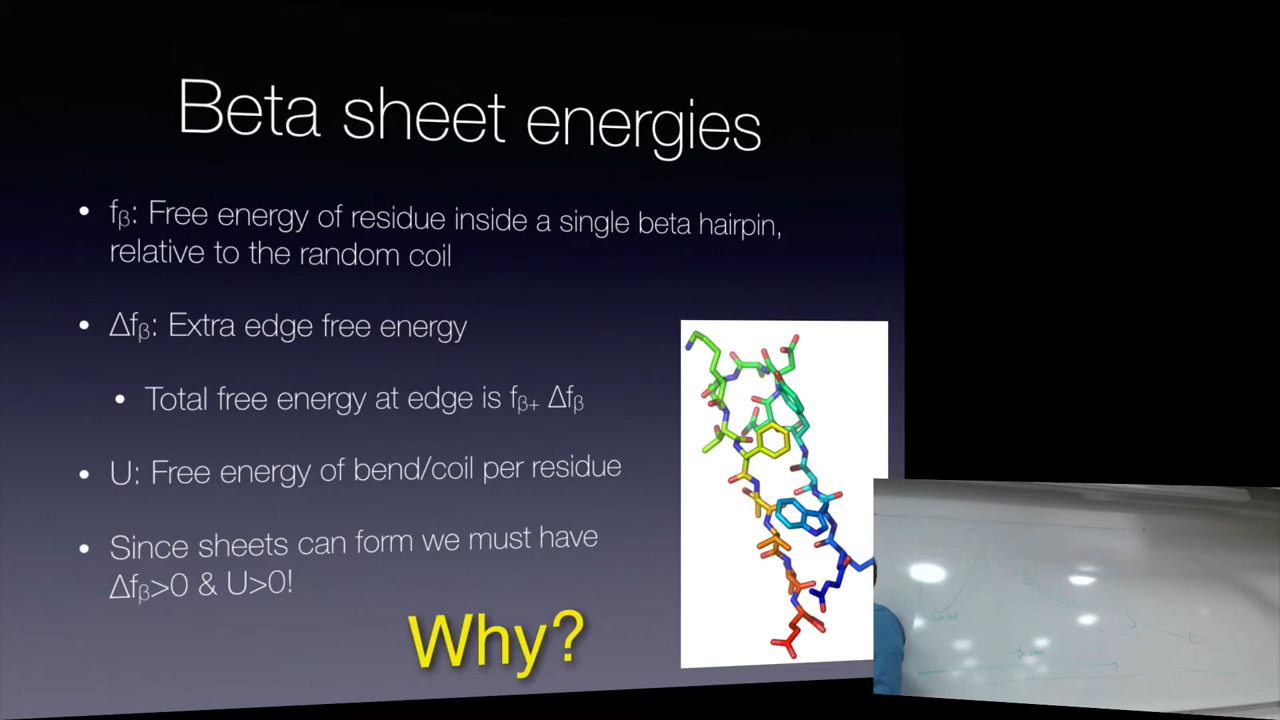 Beta sheet energies
• fβ: Free energy of residue inside a single beta hairpin,
relative to the random coil
• Δfβ: Extra edge free energy
• Total free energy at edge is fβ+ Δfβ
• U: Free energy of bend/coil per residue
• Since sheets can form we must have
Δfβ>0 & U>0!
Why?